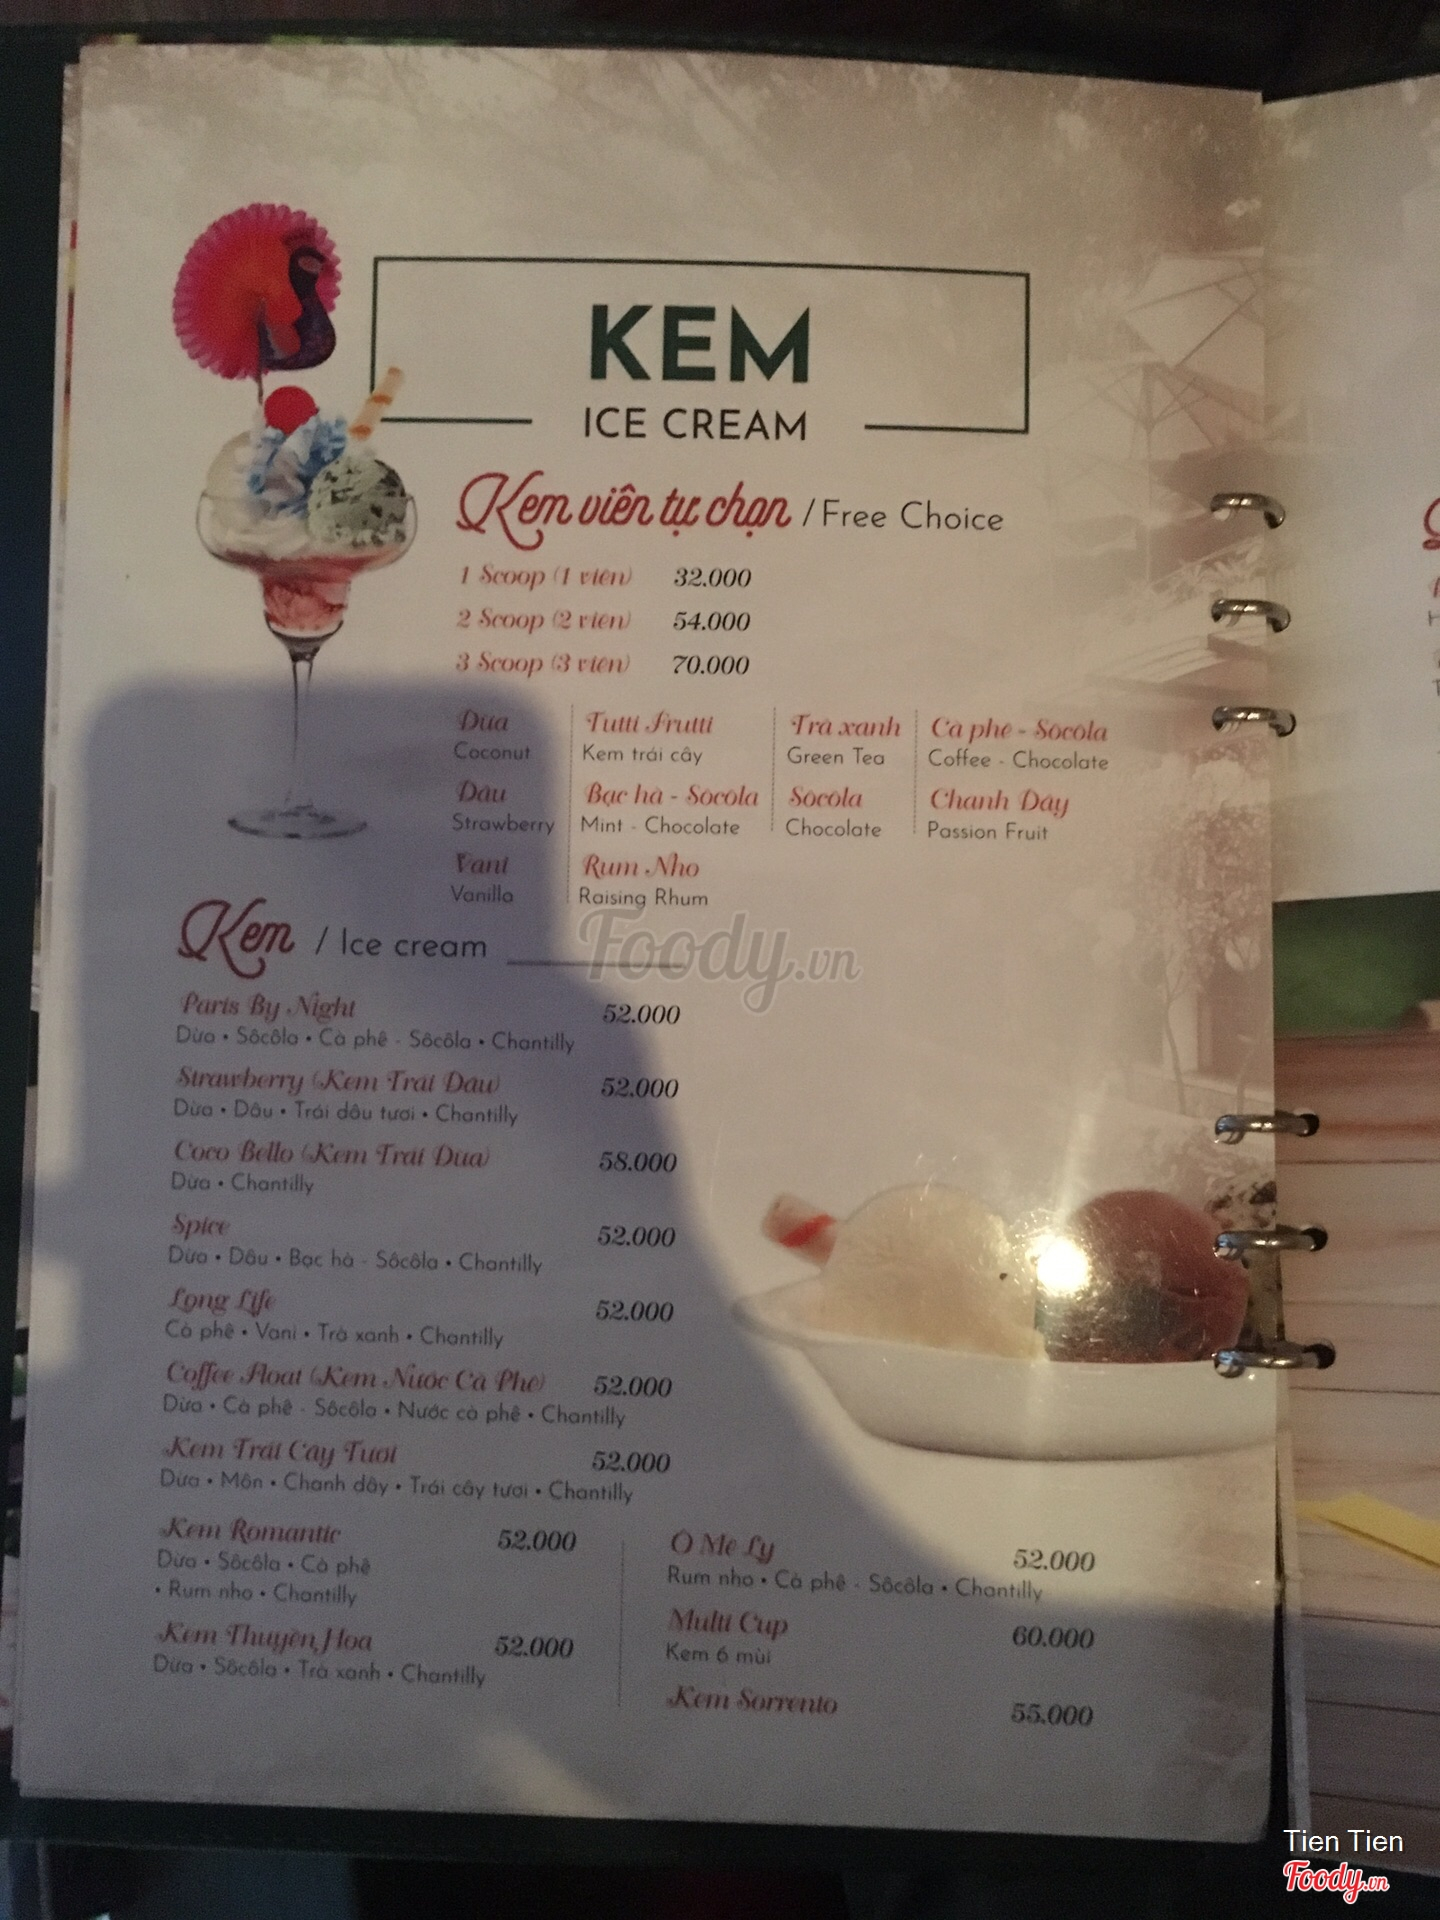 KEM
ICE CREAM
Kem viên tự chọn / Free Choice
1 Scoop (1 viên) 32.000
2 Scoop (2 viên) 54.000
3 Scoop (3 viên) 70.000
Dừa
Coconut
Dâu
Strawberry
Vani
Vanilla
Tutti Frutti
Kem trái cây
Bạc hà - Sôcôla
Mint - Chocolate
Rum Nho
Raising Rhum
Trà xanh
Green Tea
Sôcôla
Chocolate
Cà phê - Sôcôla
Coffee - Chocolate
Chanh Dây
Passion Fruit
Kem / Ice cream
Foody.vn
Paris By Night 52.000
Dừa • Sôcôla • Cà phê - Sôcôla • Chantilly
Strawberry (Kem Trái Dâu) 52.000
Dừa • Dâu • Trái dâu tươi • Chantilly
Coco Bello (Kem Trái Dừa) 58.000
Dừa • Chantilly
Spice 52.000
Dừa • Dâu • Bạc hà - Sôcôla • Chantilly
Long Life 52.000
Cà phê • Vani • Trà xanh • Chantilly
Coffee Float (Kem Nước Cà Phê) 52.000
Dừa • Cà phê - Sôcôla • Nước cà phê • Chantilly
Kem Trái Cây Tươi 52.000
Dừa • Môn • Chanh dây • Trái cây tươi • Chantilly
Kem Romantic 52.000
Dừa • Sôcôla • Cà phê
• Rum nho • Chantilly
Kem Thuyền Hoa 52.000
Dừa • Sôcôla • Trà xanh • Chantilly
Ô Mê Ly 52.000
Rum nho • Cà phê - Sôcôla • Chantilly
Multi Cup 60.000
Kem 6 mùi
Kem Sorrento 55.000
Tien Tien
Foody.vn